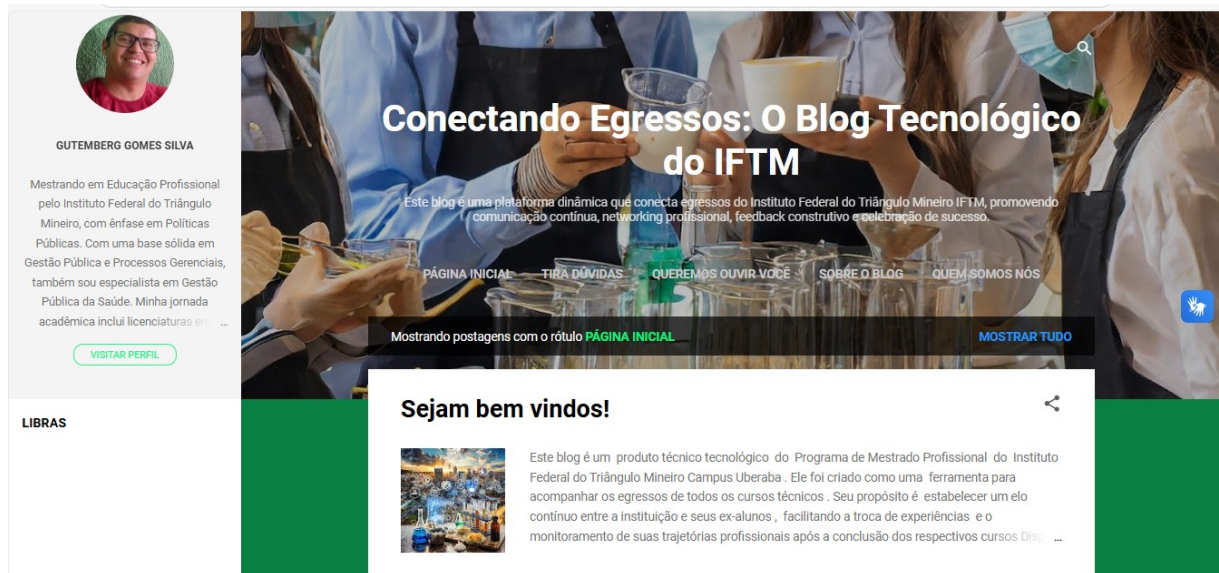 GUTEMBERG GOMES SILVA
Mestrando em Educação Profissional
pelo Instituto Federal do Triângulo
Mineiro, com ênfase em Políticas
Públicas. Com uma base sólida em
Gestão Pública e Processos Gerenciais,
também sou especialista em Gestão
Pública da Saúde. Minha jornada
acadêmica inclui licenciaturas em ...
VISITAR PERFIL
LIBRAS
Conectando Egressos: O Blog Tecnológico
do IFTM
Este blog é uma plataforma dinâmica que conecta egressos do Instituto Federal do Triângulo Mineiro IFTM, promovendo
comunicação contínua, networking profissional, feedback construtivo e celebração de sucesso.
PÁGINA INICIAL TIRA DÚVIDAS QUEREMOS OUVIR VOCÊ SOBRE O BLOG QUEM SOMOS NÓS
Mostrando postagens com o rótulo PÁGINA INICIAL MOSTRAR TUDO
Sejam bem vindos!
Este blog é um produto técnico tecnológico do Programa de Mestrado Profissional do Instituto
Federal do Triângulo Mineiro Campus Uberaba . Ele foi criado como uma ferramenta para
acompanhar os egressos de todos os cursos técnicos . Seu propósito é estabelecer um elo
contínuo entre a instituição e seus ex-alunos , facilitando a troca de experiências e o
monitoramento de suas trajetórias profissionais após a conclusão dos respectivos cursos ...